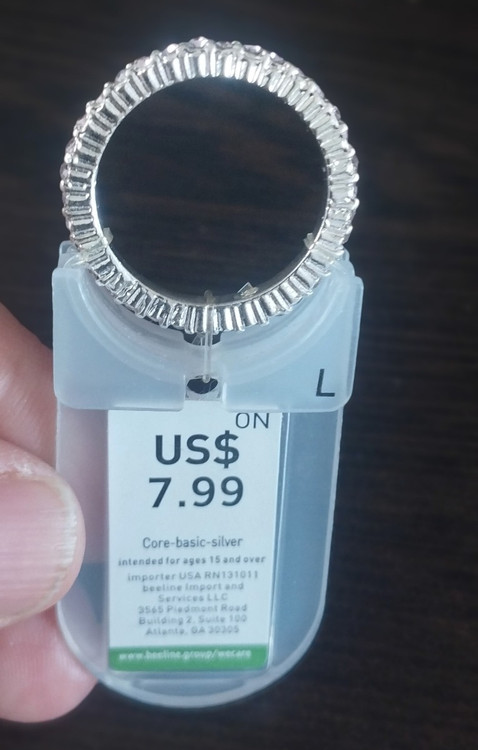 L
ON
US$
7.99
Core-basic-silver
intended for ages 15 and over
importer USA RN131011
beeline Import and
Services LLC
3565 Piedmont Road
Building 2, Suite 100
Atlanta, GA 30305
www.beeline.group/wecare